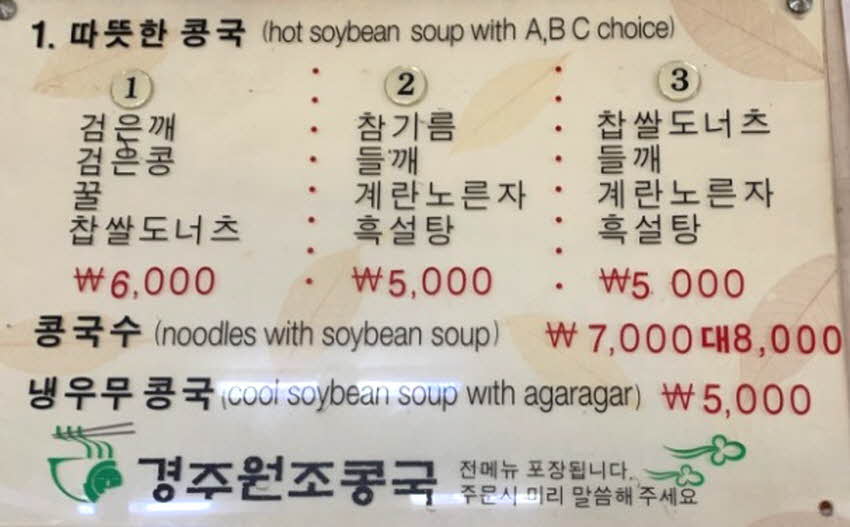 1. 따뜻한 콩국 (hot soybean soup with A,B C choice)
1
검은깨
검은콩
꿀
찹쌀도너츠
₩6,000
2
참기름
들깨
계란노른자
흑설탕
₩5,000
3
찹쌀도너츠
들깨
계란노른자
흑설탕
₩5 000
콩국수 (noodles with soybean soup) ₩ 7,000 대8,000
냉우무콩국 (cool soybean soup with agaragar) ₩5,000
경주원조콩국
전메뉴 포장됩니다.
주문시 미리 말씀해 주세요